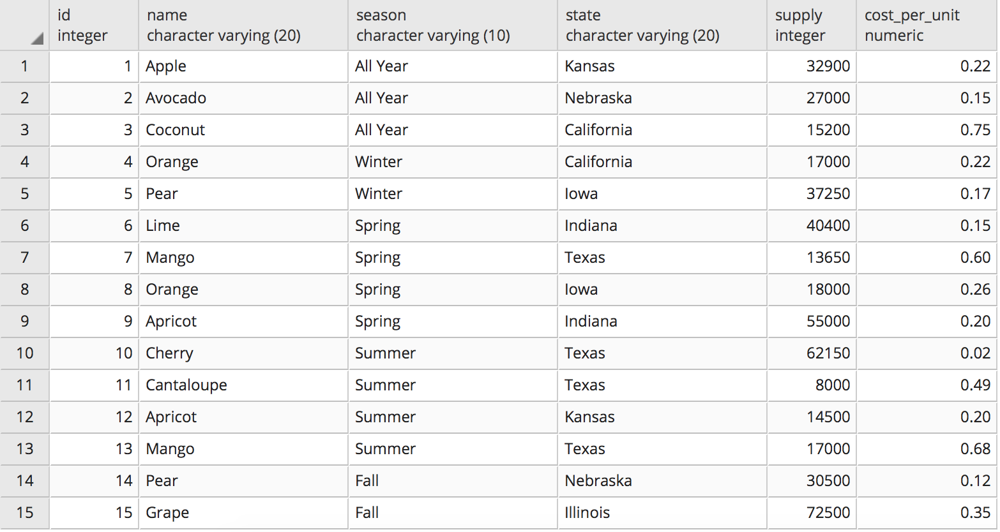 id name season state supply cost_per_unit
integer character varying (20) character varying (10) character varying (20) integer numeric
1 1 Apple All Year Kansas 32900 0.22
2 2 Avocado All Year Nebraska 27000 0.15
3 3 Coconut All Year California 15200 0.75
4 4 Orange Winter California 17000 0.22
5 5 Pear Winter Iowa 37250 0.17
6 6 Lime Spring Indiana 40400 0.15
7 7 Mango Spring Texas 13650 0.60
8 8 Orange Spring Iowa 18000 0.26
9 9 Apricot Spring Indiana 55000 0.20
10 10 Cherry Summer Texas 62150 0.02
11 11 Cantaloupe Summer Texas 8000 0.49
12 12 Apricot Summer Kansas 14500 0.20
13 13 Mango Summer Texas 17000 0.68
14 14 Pear Fall Nebraska 30500 0.12
15 15 Grape Fall Illinois 72500 0.35